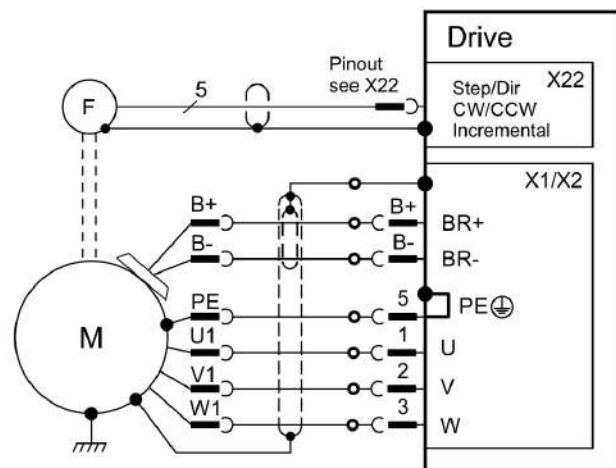 Drive
Pinout
see X22
X22
5
F
Step/Dir
CW/CCW
Incremental
X1/X2
B+
B+
BR+
B-
B-
BR-
PE
5
PE
M
U1
1
U
V1
2
V
W1
3
W